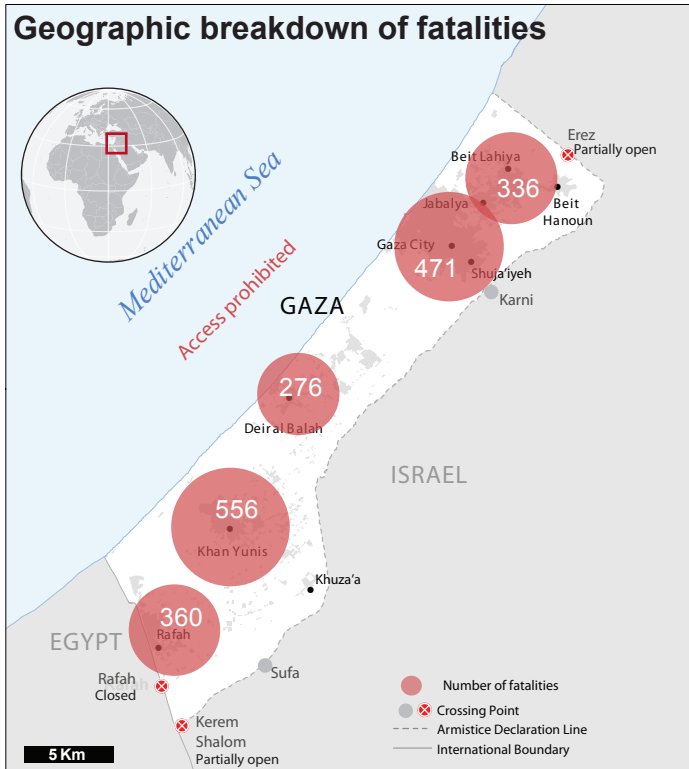 Geographic breakdown of fatalities
Mediterranean Sea
Access prohibited
GAZA
Erez
Partially open
Beit Lahiya
336
Beit
Hanoun
Jabalya
Gaza City
471
Shuja'iyeh
Karni
276
Deiral Balah
ISRAEL
556
Khan Yunis
Khuza'a
360
Rafah
EGYPT
Rafah
Closed
Sufa
Kerem
Shalom
Partially open
Number of fatalities
Crossing Point
Armistice Declaration Line
International Boundary
5 Km